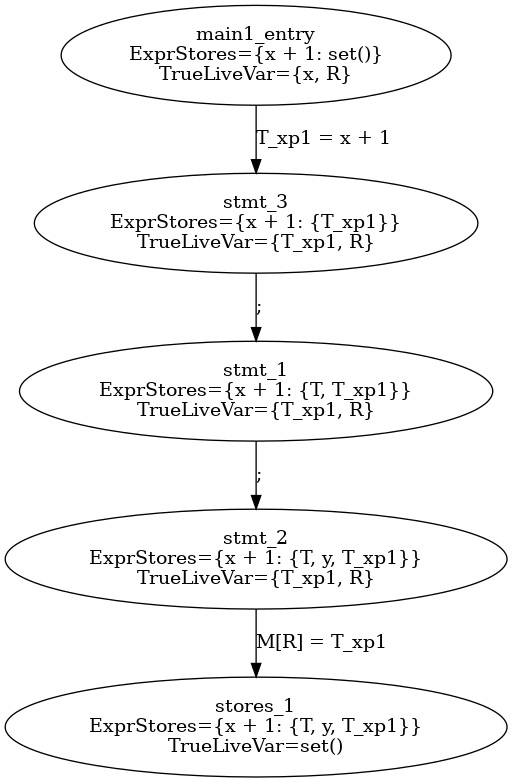 main1_entry
ExprStores={x + 1: set()}
TrueLiveVar={x, R}
T_xp1 = x + 1
stmt_3
ExprStores={x + 1: {T_xp1}}
TrueLiveVar={T_xp1, R}
;
stmt_1
ExprStores={x + 1: {T, T_xp1}}
TrueLiveVar={T_xp1, R}
;
stmt_2
ExprStores={x + 1: {T, y, T_xp1}}
TrueLiveVar={T_xp1, R}
M[R] = T_xp1
stores_1
ExprStores={x + 1: {T, y, T_xp1}}
TrueLiveVar=set()